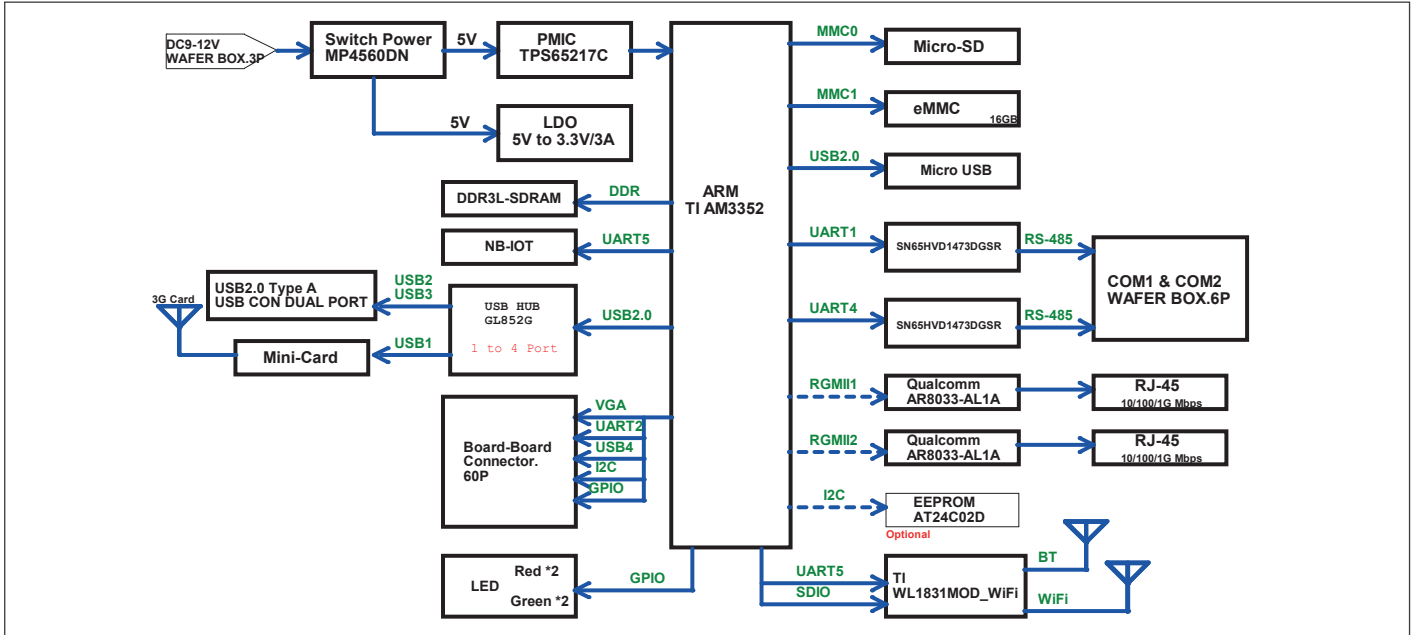 DC9-12V
WAFER BOX.3P
Switch Power
MP4560DN
5V
PMIC
TPS65217C
5V
LDO
5V to 3.3V/3A
ARM
TI AM3352
MMC0
Micro-SD
MMC1
eMMC
16GB
USB2.0
Micro USB
DDR3L-SDRAM
DDR
NB-IOT
UART5
UART1
SN65HVD1473DGSR
RS-485
COM1 & COM2
WAFER BOX.6P
UART4
SN65HVD1473DGSR
RS-485
3G Card
USB2.0 Type A
USB CON DUAL PORT
USB2
USB3
USB HUB
GL852G
1 to 4 Port
USB2.0
Mini-Card
USB1
RGMII1
Qualcomm
AR8033-AL1A
RJ-45
10/100/1G Mbps
RGMII2
Qualcomm
AR8033-AL1A
RJ-45
10/100/1G Mbps
Board-Board
Connector.
60P
VGA
UART2
USB4
I2C
GPIO
I2C
EEPROM
AT24C02D
Optional
LED
Red *2
Green *2
GPIO
UART5
SDIO
TI
WL1831MOD_WiFi
BT
WiFi